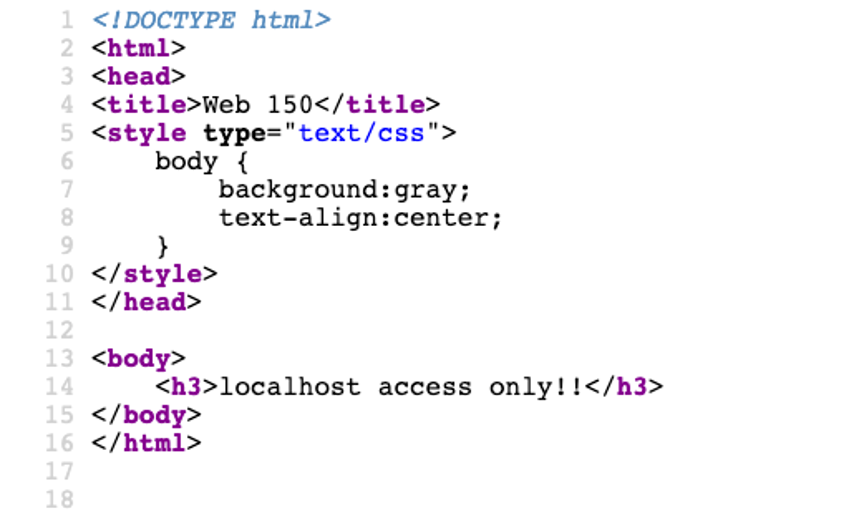 1 <!DOCTYPE html>
2 <html>
3 <head>
4 <title>Web 150</title>
5 <style type="text/css">
6     body {
7         background:gray;
8         text-align:center;
9     }
10 </style>
11 </head>
12
13 <body>
14     <h3>localhost access only!!</h3>
15 </body>
16 </html>
17
18